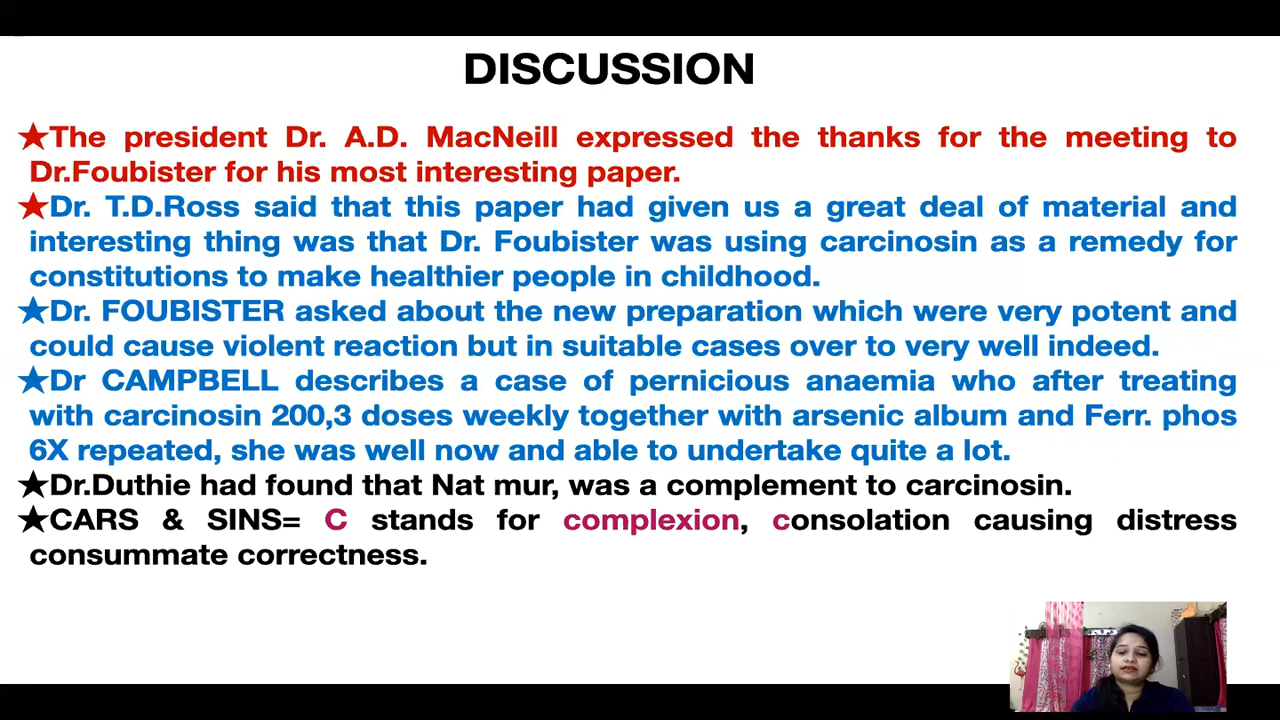 DISCUSSION
★The president Dr. A.D. MacNeill expressed the thanks for the meeting to
Dr.Foubister for his most interesting paper.
★Dr. T.D.Ross said that this paper had given us a great deal of material and
interesting thing was that Dr. Foubister was using carcinosin as a remedy for
constitutions to make healthier people in childhood.
★Dr. FOUBISTER asked about the new preparation which were very potent and
could cause violent reaction but in suitable cases over to very well indeed.
★Dr CAMPBELL describes a case of pernicious anaemia who after treating
with carcinosin 200,3 doses weekly together with arsenic album and Ferr. phos
6X repeated, she was well now and able to undertake quite a lot.
★Dr.Duthie had found that Nat mur, was a complement to carcinosin.
★CARS & SINS= C stands for complexion, consolation causing distress
consummate correctness.